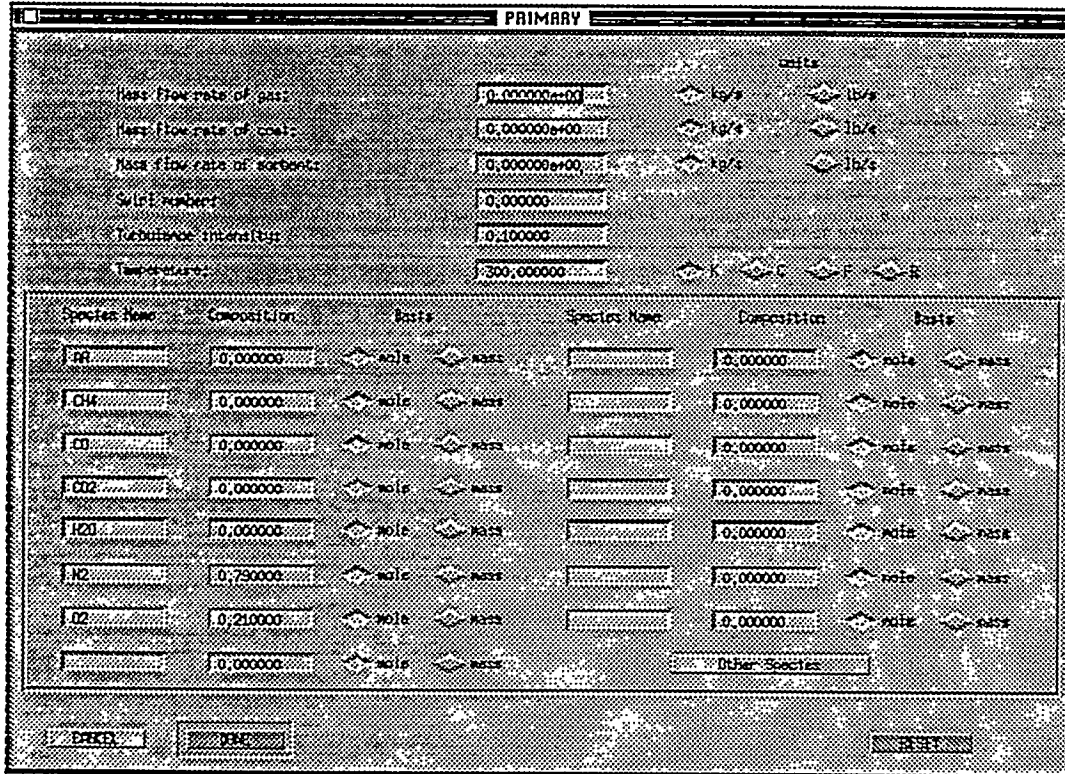 PRIMARY
units
Mass flow rate of gas: 0.000000e+00 kg/s lb/s
Mass flow rate of coal: 0.000000e+00 kg/s lb/s
Mass flow rate of sorbent: 0.000000e+00 kg/s lb/s
Swirl number: 0.000000
Turbulence intensity: 0.100000
Temperature: 300.000000 K C F R
Species Name Composition Basis Species Name Composition Basis
AR 0.000000 mole mass 0.000000 mole mass
CH4 0.000000 mole mass 0.000000 mole mass
CO 0.000000 mole mass 0.000000 mole mass
CO2 0.000000 mole mass 0.000000 mole mass
H2O 0.000000 mole mass 0.000000 mole mass
N2 0.790000 mole mass 0.000000 mole mass
O2 0.210000 mole mass 0.000000 mole mass
0.000000 mole mass Other Species
CANCEL DONE RESET